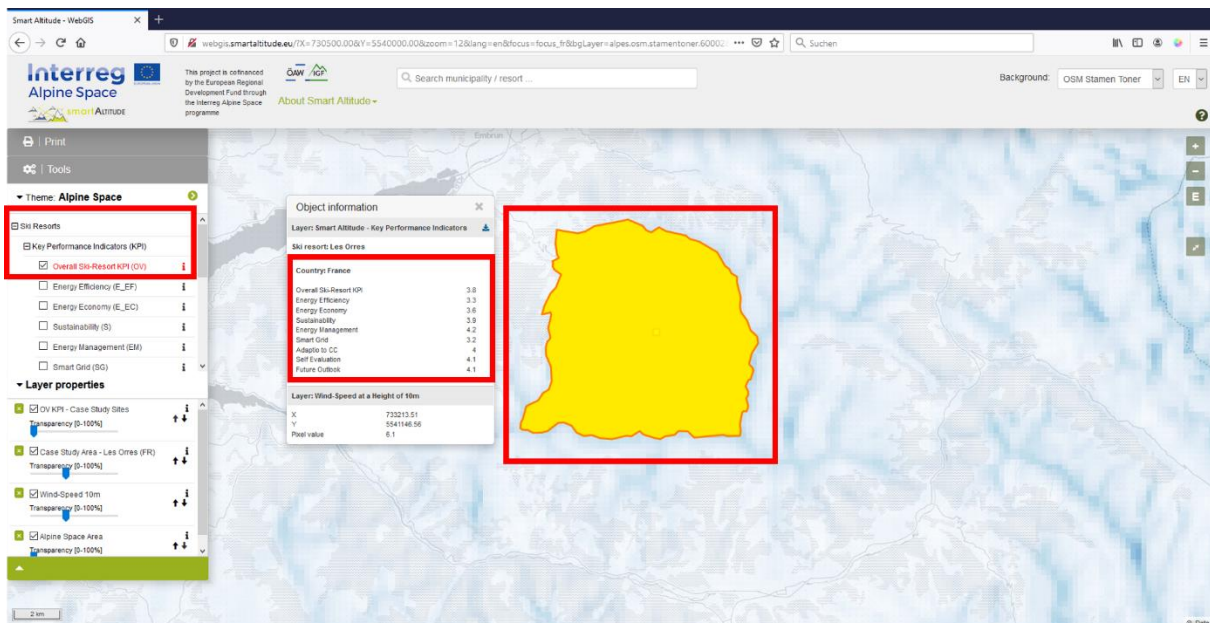 Smart Altitude - WebGIS
webgis.smartaltitude.eu/?X=730500.00&Y=5540000.00&zoom=12&lang=en&focus=focus_fr&bgLayer=alpes.osm.stamentoner.60002
Suchen
Interreg
Alpine Space
smartALTITUDE
This project is cofinanced
by the European Regional
Development Fund through
the Interreg Alpine Space
programme
ÖAW IGF
About Smart Altitude
Search municipality / resort ...
Background: OSM Stamen Toner EN
Print
Tools
Theme: Alpine Space
Ski Resorts
Key Performance Indicators (KPI)
Overall Ski-Resort KPI (OV)
Energy Efficiency (E_EF)
Energy Economy (E_EC)
Sustainability (S)
Energy Management (EM)
Smart Grid (SG)
Layer properties
OV KPI - Case Study Sites
Transparency [0-100%]
Case Study Area - Les Orres (FR)
Transparency [0-100%]
Wind-Speed 10m
Transparency [0-100%]
Alpine Space Area
Transparency [0-100%]
2 km
Embrun
Object information
Layer: Smart Altitude - Key Performance Indicators
Ski resort: Les Orres
Country: France
Overall Ski-Resort KPI 3.8
Energy Efficiency 3.3
Energy Economy 3.6
Sustainability 3.9
Energy Management 4.2
Smart Grid 3.2
Adaptio to CC 4
Self Evaluation 4.1
Future Outlook 4.1
Layer: Wind-Speed at a Height of 10m
X 733213.51
Y 5541146.56
Pixel value 6.1
E